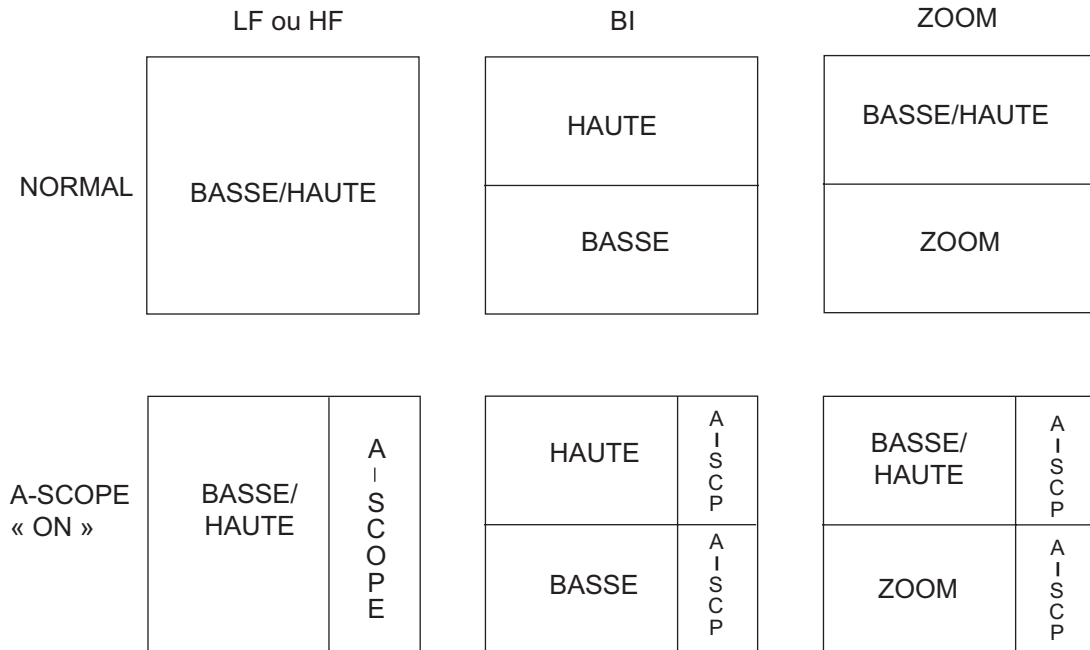 LF ou HF
BI
ZOOM
NORMAL
BASSE/HAUTE
HAUTE
BASSE
BASSE/HAUTE
ZOOM
A-SCOPE
« ON »
BASSE/
HAUTE
A
|
S
C
O
P
E
HAUTE
A
|
S
C
P
BASSE
A
|
S
C
P
BASSE/
HAUTE
A
|
S
C
P
ZOOM
A
|
S
C
P